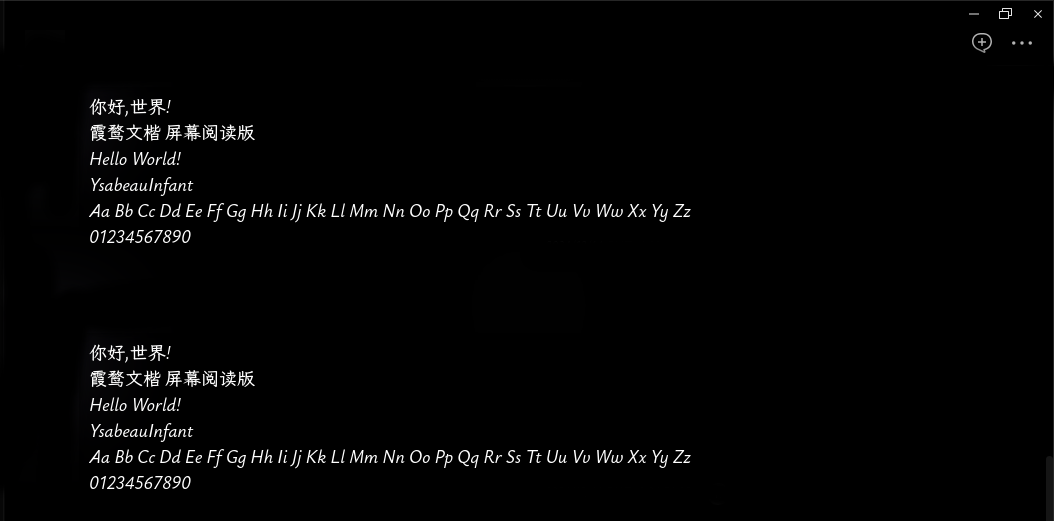 你好,世界!
霞鹜文楷 屏幕阅读版
Hello World!
YsabeauInfant
Aa Bb Cc Dd Ee Ff Gg Hh Ii Jj Kk Ll Mm Nn Oo Pp Qq Rr Ss Tt Uu Vv Ww Xx Yy Zz
01234567890
你好,世界!
霞鹜文楷 屏幕阅读版
Hello World!
YsabeauInfant
Aa Bb Cc Dd Ee Ff Gg Hh Ii Jj Kk Ll Mm Nn Oo Pp Qq Rr Ss Tt Uu Vv Ww Xx Yy Zz
01234567890